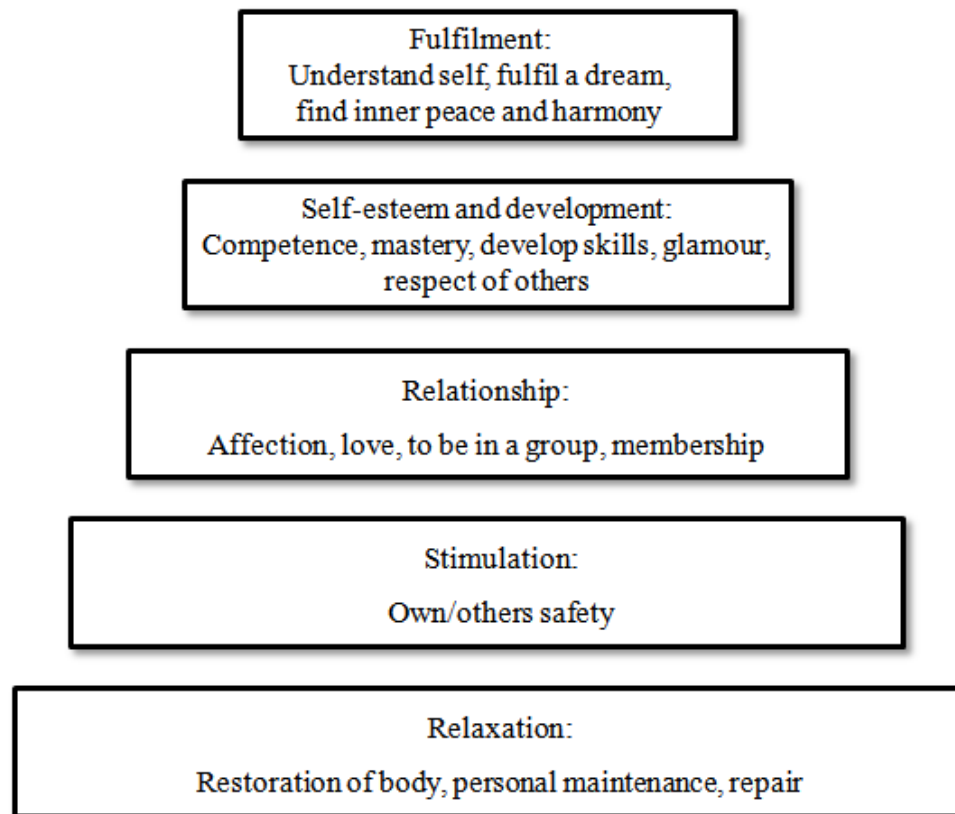 Fulfilment:
Understand self, fulfil a dream,
find inner peace and harmony
Self-esteem and development:
Competence, mastery, develop skills, glamour,
respect of others
Relationship:
Affection, love, to be in a group, membership
Stimulation:
Own/others safety
Relaxation:
Restoration of body, personal maintenance, repair